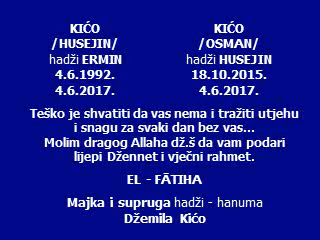 KIĆO KIĆO
/HUSEJIN/ /OSMAN/
hadži ERMIN hadži HUSEJIN
4.6.1992. 18.10.2015.
4.6.2017. 4.6.2017.
Teško je shvatiti da vas nema i tražiti utjehu
i snagu za svaki dan bez vas...
Molim dragog Allaha dž.š da vam podari
lijepi Džennet i vječni rahmet.
EL - FĀTIHA
Majka i supruga hadži - hanuma
Džemila Kićo